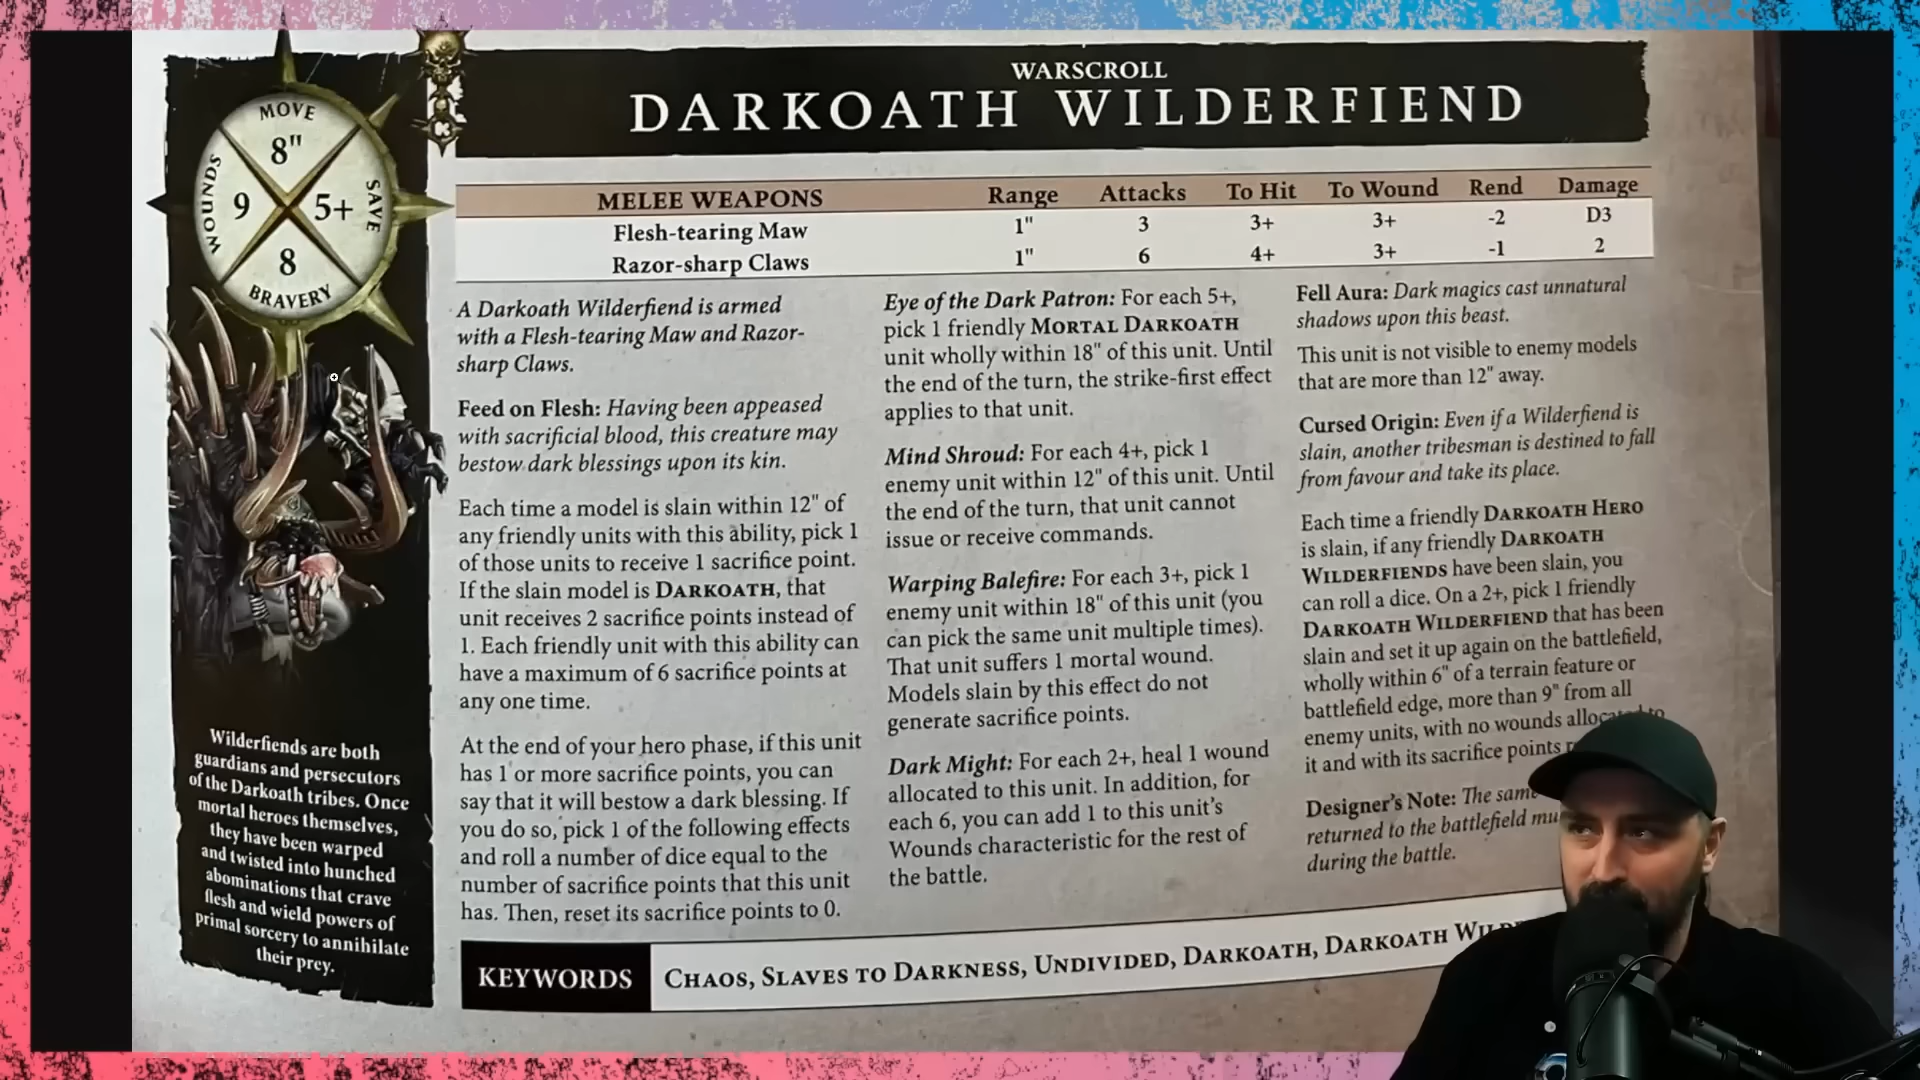 WARSCROLL
DARKOATH WILDERFIEND
MOVE
8"
WOUNDS
9
5+
SAVE
8
BRAVERY
MELEE WEAPONS Range Attacks To Hit To Wound Rend Damage
Flesh-tearing Maw 1" 3 3+ 3+ -2 D3
Razor-sharp Claws 1" 6 4+ 3+ -1 2
A Darkoath Wilderfiend is armed
with a Flesh-tearing Maw and Razor-
sharp Claws.
Feed on Flesh: Having been appeased
with sacrificial blood, this creature may
bestow dark blessings upon its kin.
Each time a model is slain within 12" of
any friendly units with this ability, pick 1
of those units to receive 1 sacrifice point.
If the slain model is DARKOATH, that
unit receives 2 sacrifice points instead of
1. Each friendly unit with this ability can
have a maximum of 6 sacrifice points at
any one time.
At the end of your hero phase, if this unit
has 1 or more sacrifice points, you can
say that it will bestow a dark blessing. If
you do so, pick 1 of the following effects
and roll a number of dice equal to the
number of sacrifice points that this unit
has. Then, reset its sacrifice points to 0.
Eye of the Dark Patron: For each 5+,
pick 1 friendly MORTAL DARKOATH
unit wholly within 18" of this unit. Until
the end of the turn, the strike-first effect
applies to that unit.
Mind Shroud: For each 4+, pick 1
enemy unit within 12" of this unit. Until
the end of the turn, that unit cannot
issue or receive commands.
Warping Balefire: For each 3+, pick 1
enemy unit within 18" of this unit (you
can pick the same unit multiple times).
That unit suffers 1 mortal wound.
Models slain by this effect do not
generate sacrifice points.
Dark Might: For each 2+, heal 1 wound
allocated to this unit. In addition, for
each 6, you can add 1 to this unit's
Wounds characteristic for the rest of
the battle.
Fell Aura: Dark magics cast unnatural
shadows upon this beast.
This unit is not visible to enemy models
that are more than 12" away.
Cursed Origin: Even if a Wilderfiend is
slain, another tribesman is destined to fall
from favour and take its place.
Each time a friendly DARKOATH HERO
is slain, if any friendly DARKOATH
WILDERFIENDS have been slain, you
can roll a dice. On a 2+, pick 1 friendly
DARKOATH WILDERFIEND that has been
slain and set it up again on the battlefield,
wholly within 6" of a terrain feature or
battlefield edge, more than 9" from all
enemy units, with no wounds allocated to
it and with its sacrifice points
Designer's Note: The same
returned to the battlefield
during the battle.
Wilderfiends are both
guardians and persecutors
of the Darkoath tribes. Once
mortal heroes themselves,
they have been warped
and twisted into hunched
abominations that crave
flesh and wield powers of
primal sorcery to annihilate
their prey.
KEYWORDS CHAOS, SLAVES TO DARKNESS, UNDIVIDED, DARKOATH, DARKOATH